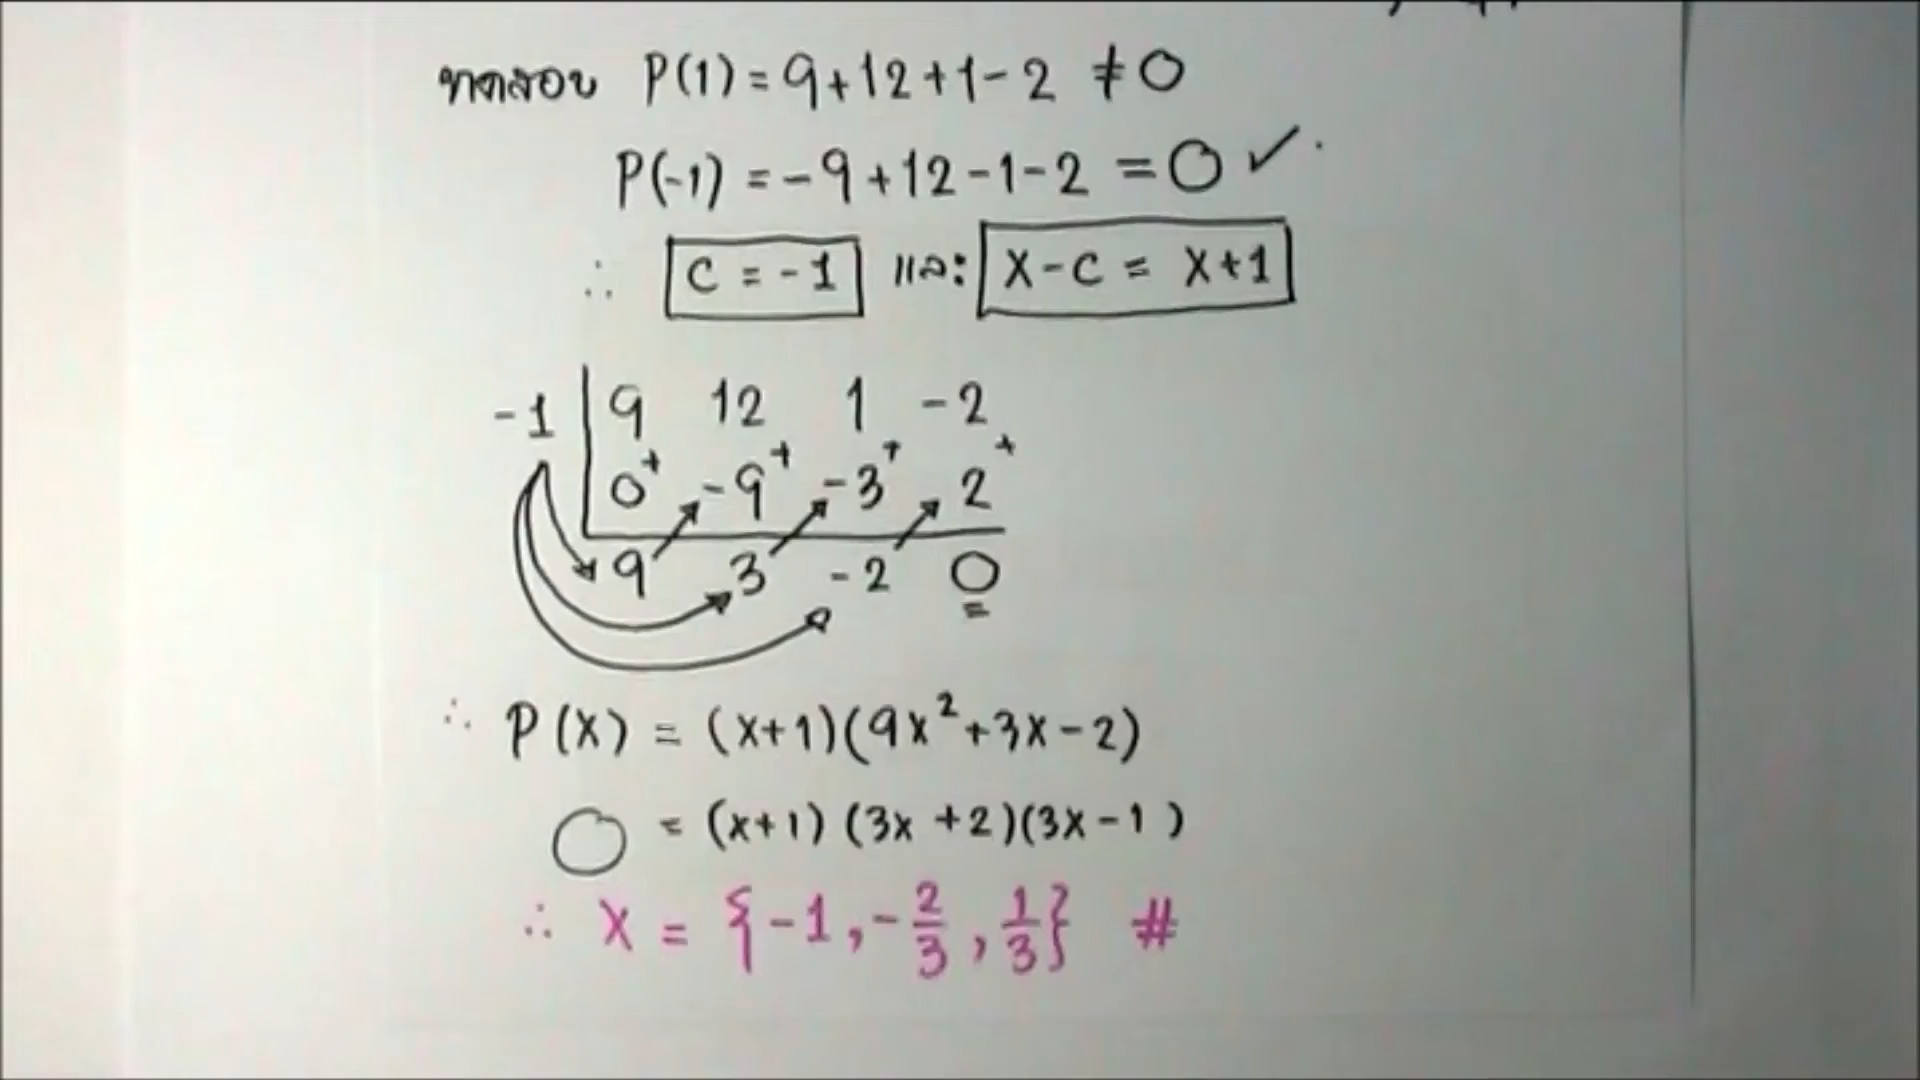 ทดสอบ P(1) = 9+12+1-2 ≠ 0
P(-1) = -9+12-1-2 = 0 ✓
∴ C = -1 และ X-C = X+1
-1 | 9 12 1 -2
0 + -9 + -3 + 2 +
9 3 -2 0
∴ P(X) = (x+1)(9x²+3x-2)
0 = (x+1)(3x+2)(3x-1)
∴ X = {-1, -2/3, 1/3} #